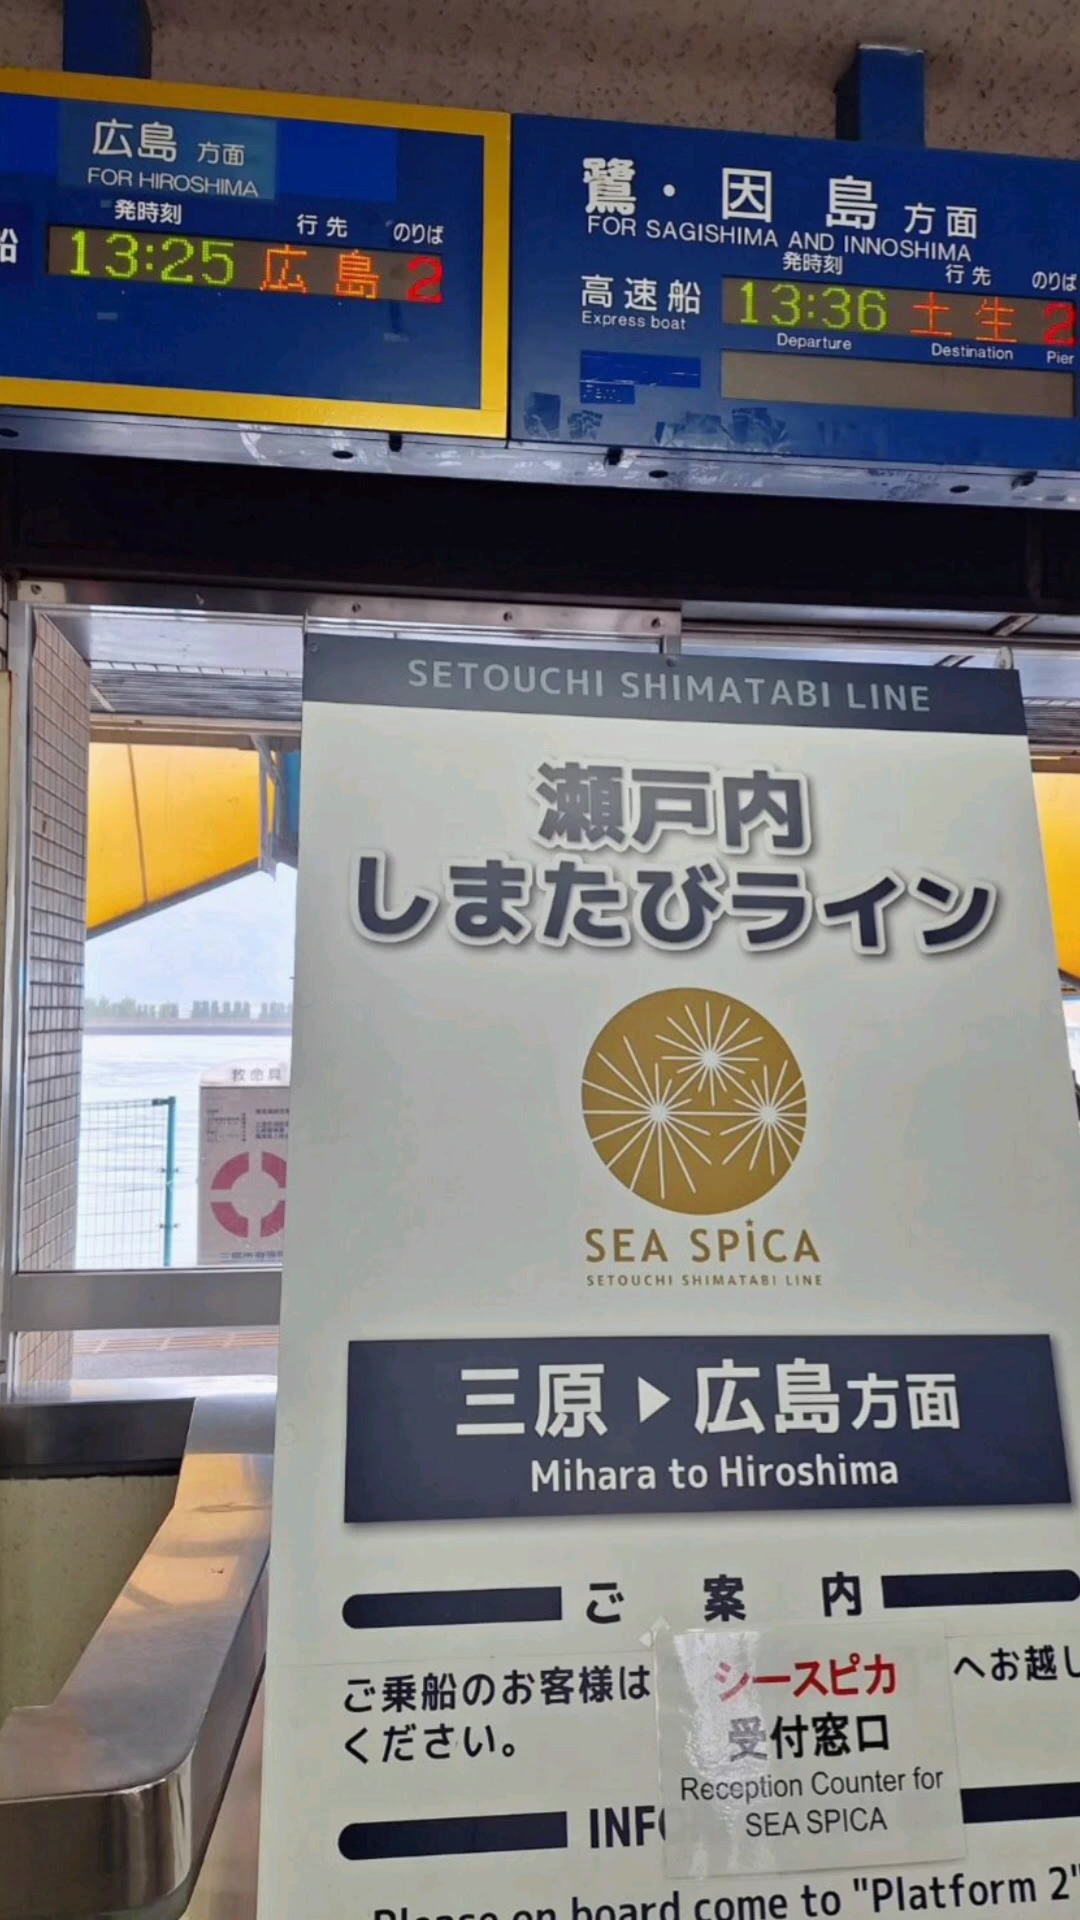 広島 方面
FOR HIROSHIMA
発時刻 行先 のりば
船 13:25 広島 2
鷺・因島方面
FOR SAGISHIMA AND INNOSHIMA
発時刻 行先 のりば
高速船 13:36 土生 2
Express boat Departure Destination Pier
SETOUCHI SHIMATABI LINE
瀬戸内
しまたびライン
救命具
SEA SPICA
SETOUCHI SHIMATABI LINE
三原▶広島方面
Mihara to Hiroshima
ご案内
ご乗船のお客様は シースピカ へお越し
ください。 受付窓口
Reception Counter for
SEA SPICA
INFO
Please on board come to "Platform 2"